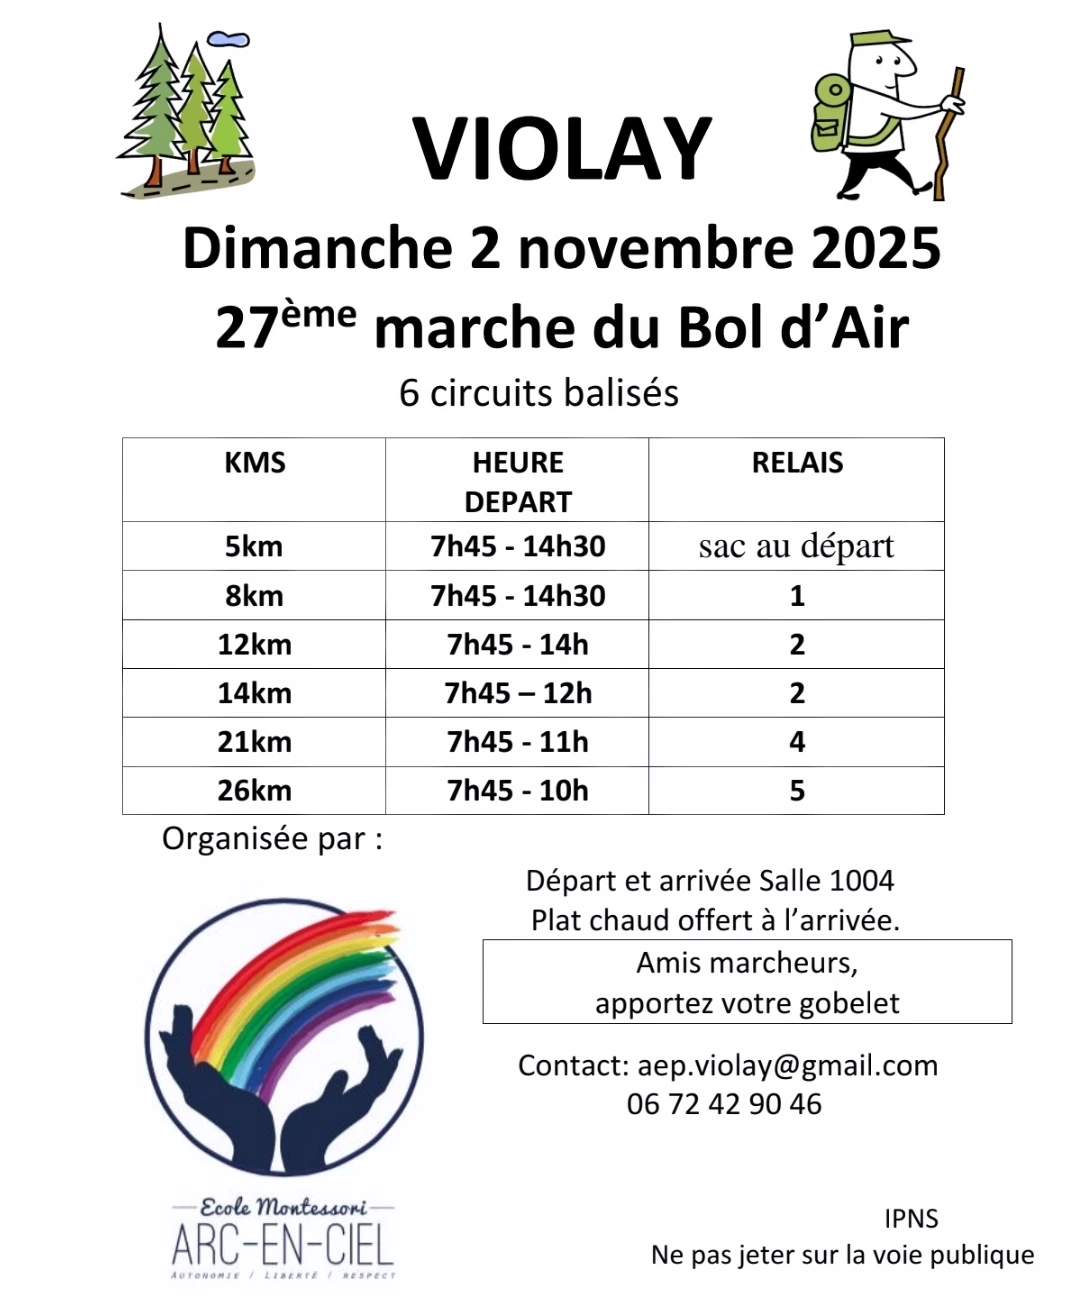 VIOLAY
Dimanche 2 novembre 2025
27ème marche du Bol d’Air
6 circuits balisés
KMS HEURE DEPART RELAIS
5km 7h45 - 14h30 sac au départ
8km 7h45 - 14h30 1
12km 7h45 - 14h 2
14km 7h45 – 12h 2
21km 7h45 - 11h 4
26km 7h45 - 10h 5
Organisée par :
Départ et arrivée Salle 1004
Plat chaud offert à l’arrivée.
Amis marcheurs,
apportez votre gobelet
Contact: aep.violay@gmail.com
06 72 42 90 46
Ecole Montessori
ARC-EN-CIEL
AUTONOMIE / LIBERTÉ / RESPECT
IPNS
Ne pas jeter sur la voie publique